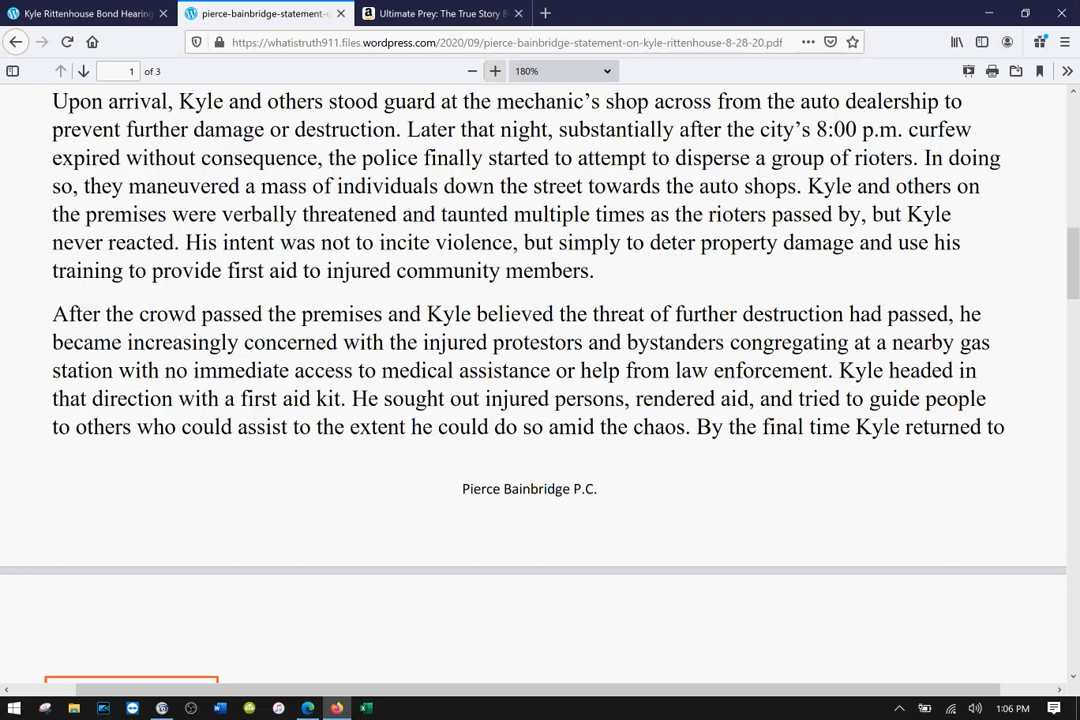 Kyle Rittenhouse Bond Hearing
pierce-bainbridge-statement-o
Ultimate Prey: The True Story B
https://whatistruth911.files.wordpress.com/2020/09/pierce-bainbridge-statement-on-kyle-rittenhouse-8-28-20.pdf
1 of 3
180%
Upon arrival, Kyle and others stood guard at the mechanic's shop across from the auto dealership to
prevent further damage or destruction. Later that night, substantially after the city's 8:00 p.m. curfew
expired without consequence, the police finally started to attempt to disperse a group of rioters. In doing
so, they maneuvered a mass of individuals down the street towards the auto shops. Kyle and others on
the premises were verbally threatened and taunted multiple times as the rioters passed by, but Kyle
never reacted. His intent was not to incite violence, but simply to deter property damage and use his
training to provide first aid to injured community members.
After the crowd passed the premises and Kyle believed the threat of further destruction had passed, he
became increasingly concerned with the injured protestors and bystanders congregating at a nearby gas
station with no immediate access to medical assistance or help from law enforcement. Kyle headed in
that direction with a first aid kit. He sought out injured persons, rendered aid, and tried to guide people
to others who could assist to the extent he could do so amid the chaos. By the final time Kyle returned to
Pierce Bainbridge P.C.
1:06 PM